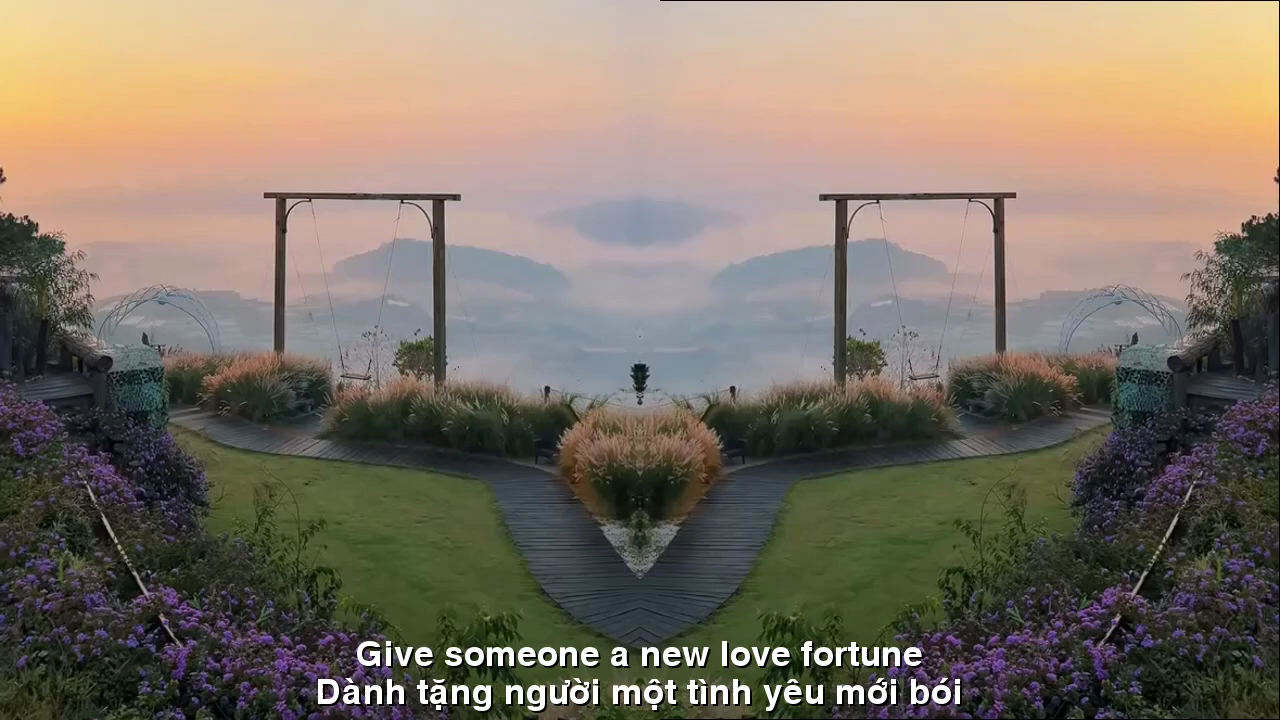 Give someone a new love fortune
Dành tặng người một tình yêu mới bói